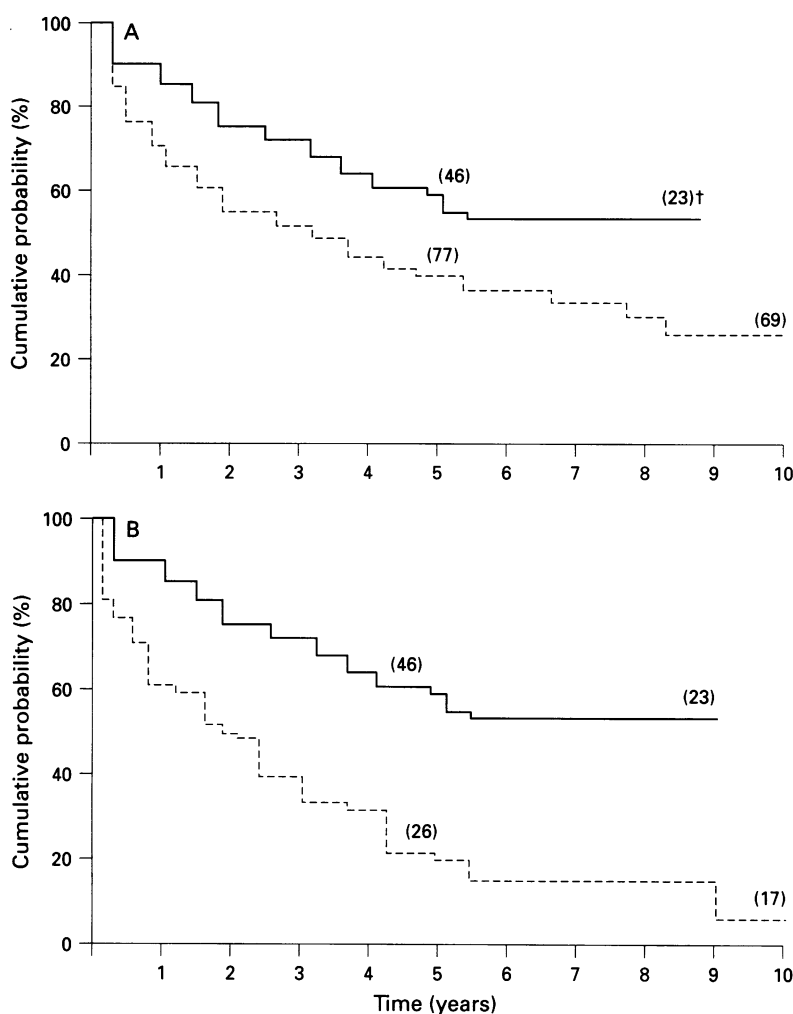 A
Cumulative probability (%)
100
80
60
40
20
0
(46)
(23)†
(77)
(69)
1 2 3 4 5 6 7 8 9 10
B
Cumulative probability (%)
100
80
60
40
20
0
(46)
(23)
(26)
(17)
1 2 3 4 5 6 7 8 9 10
Time (years)